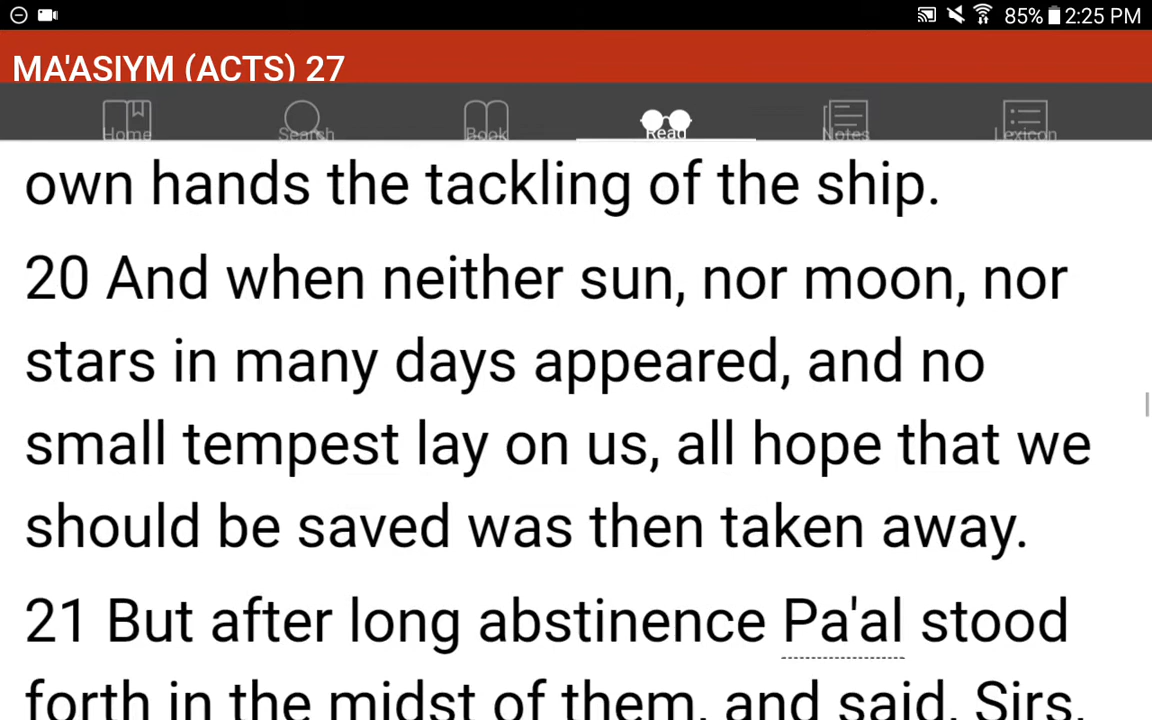 85% 2:25 PM
MA'ASIYM (ACTS) 27
Home Search Book Read Notes Lexicon
own hands the tackling of the ship.
20 And when neither sun, nor moon, nor
stars in many days appeared, and no
small tempest lay on us, all hope that we
should be saved was then taken away.
21 But after long abstinence Pa'al stood
forth in the midst of them, and said, Sirs,